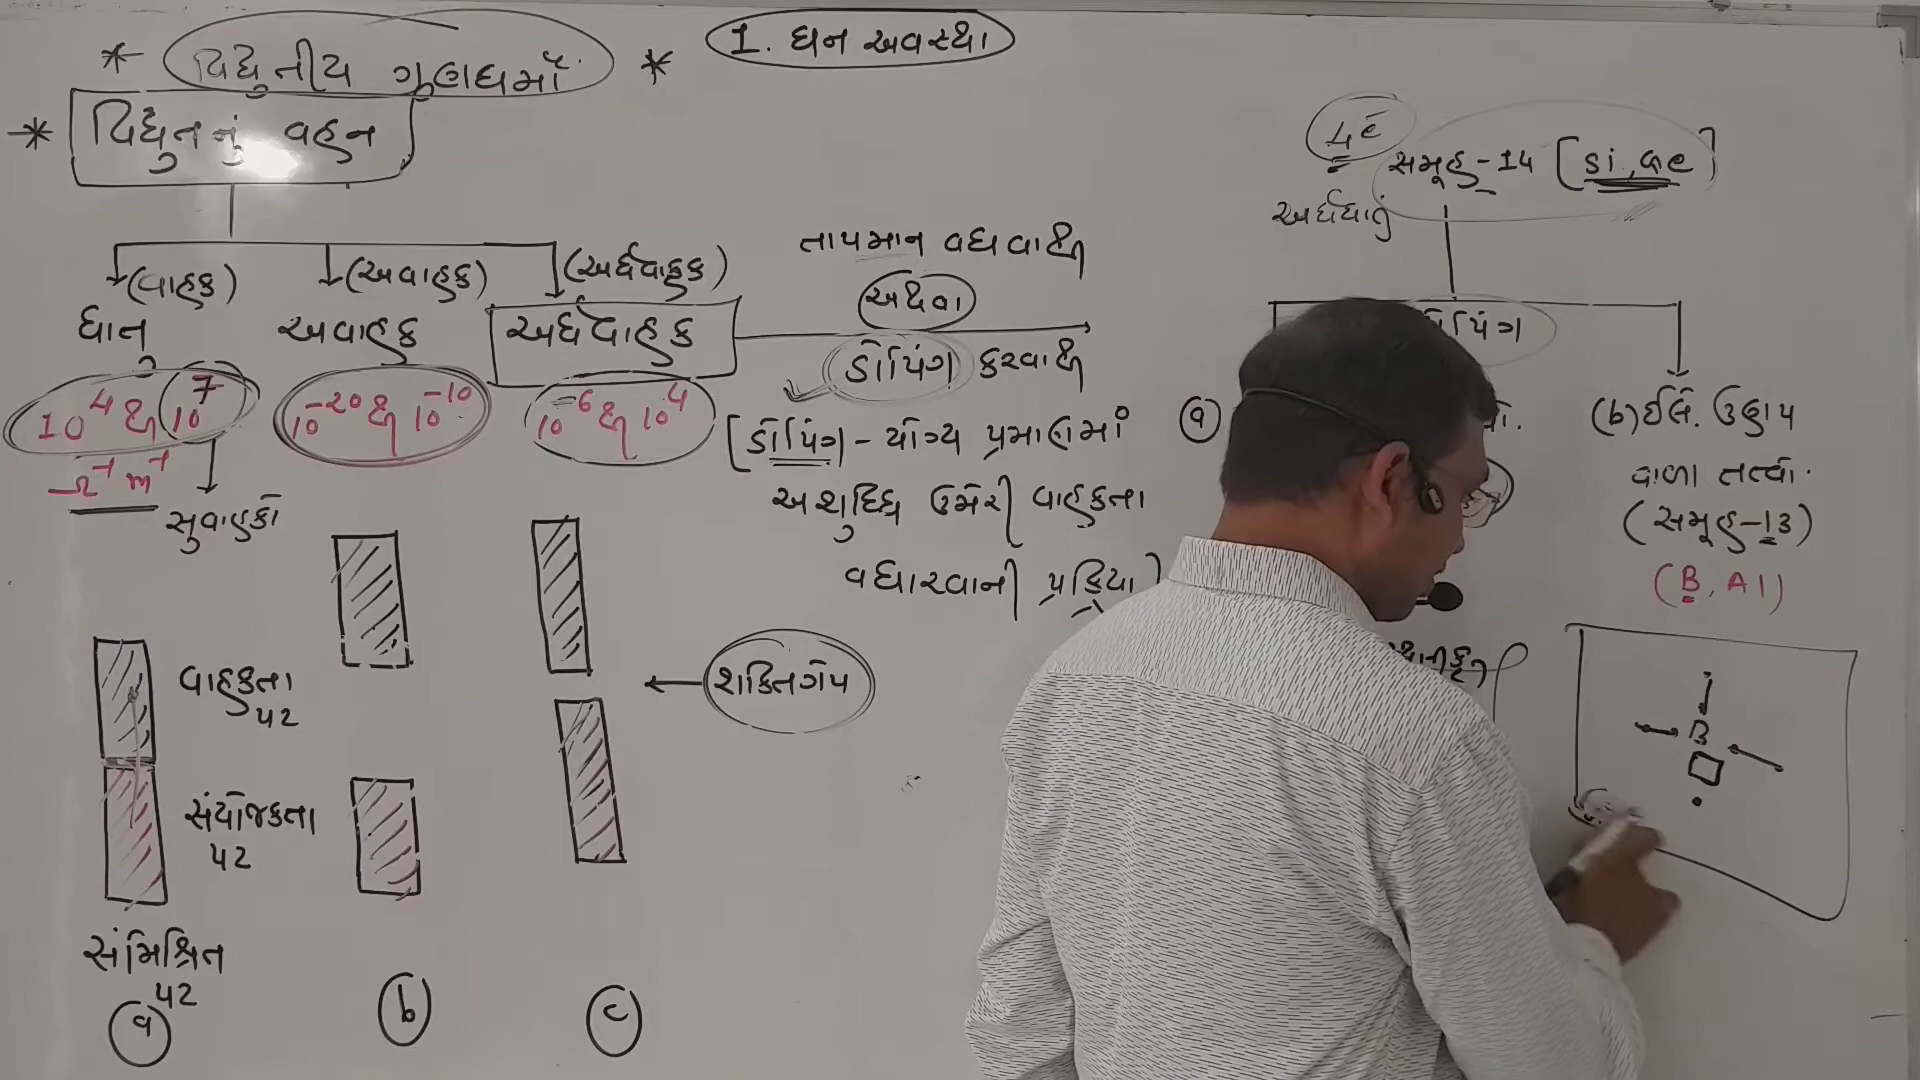 * વિદ્યુતીય ગુણધર્મો *
1. ઘન અવસ્થા
* વિદ્યુતનું વહન
(વાહક)
ધાતુ
10⁴ થી 10⁷
Ω⁻¹ m⁻¹
સુવાહકો
(અવાહક)
અવાહક
10⁻²⁰ થી 10⁻¹⁰
(અર્ધવાહક)
અર્ધવાહક
10⁻⁶ થી 10⁴
તાપમાન વધવાથી
અથવા
ડોપિંગ કરવાથી
[ડોપિંગ - યોગ્ય પ્રમાણમાં
અશુદ્ધિ ઉમેરી વાહકતા
વધારવાની પ્રક્રિયા]
વાહકતા
પટ
સંયોજકતા
પટ
સંમિશ્રિત
પટ
a
b
c
શક્તિગેપ
4e⁻
સમૂહ-14 [Si, Ge]
અર્ધધાતું
a
(b) ઈલે. ઉણપ
વાળા તત્વો.
(સમૂહ-13)
(B, Al)
B